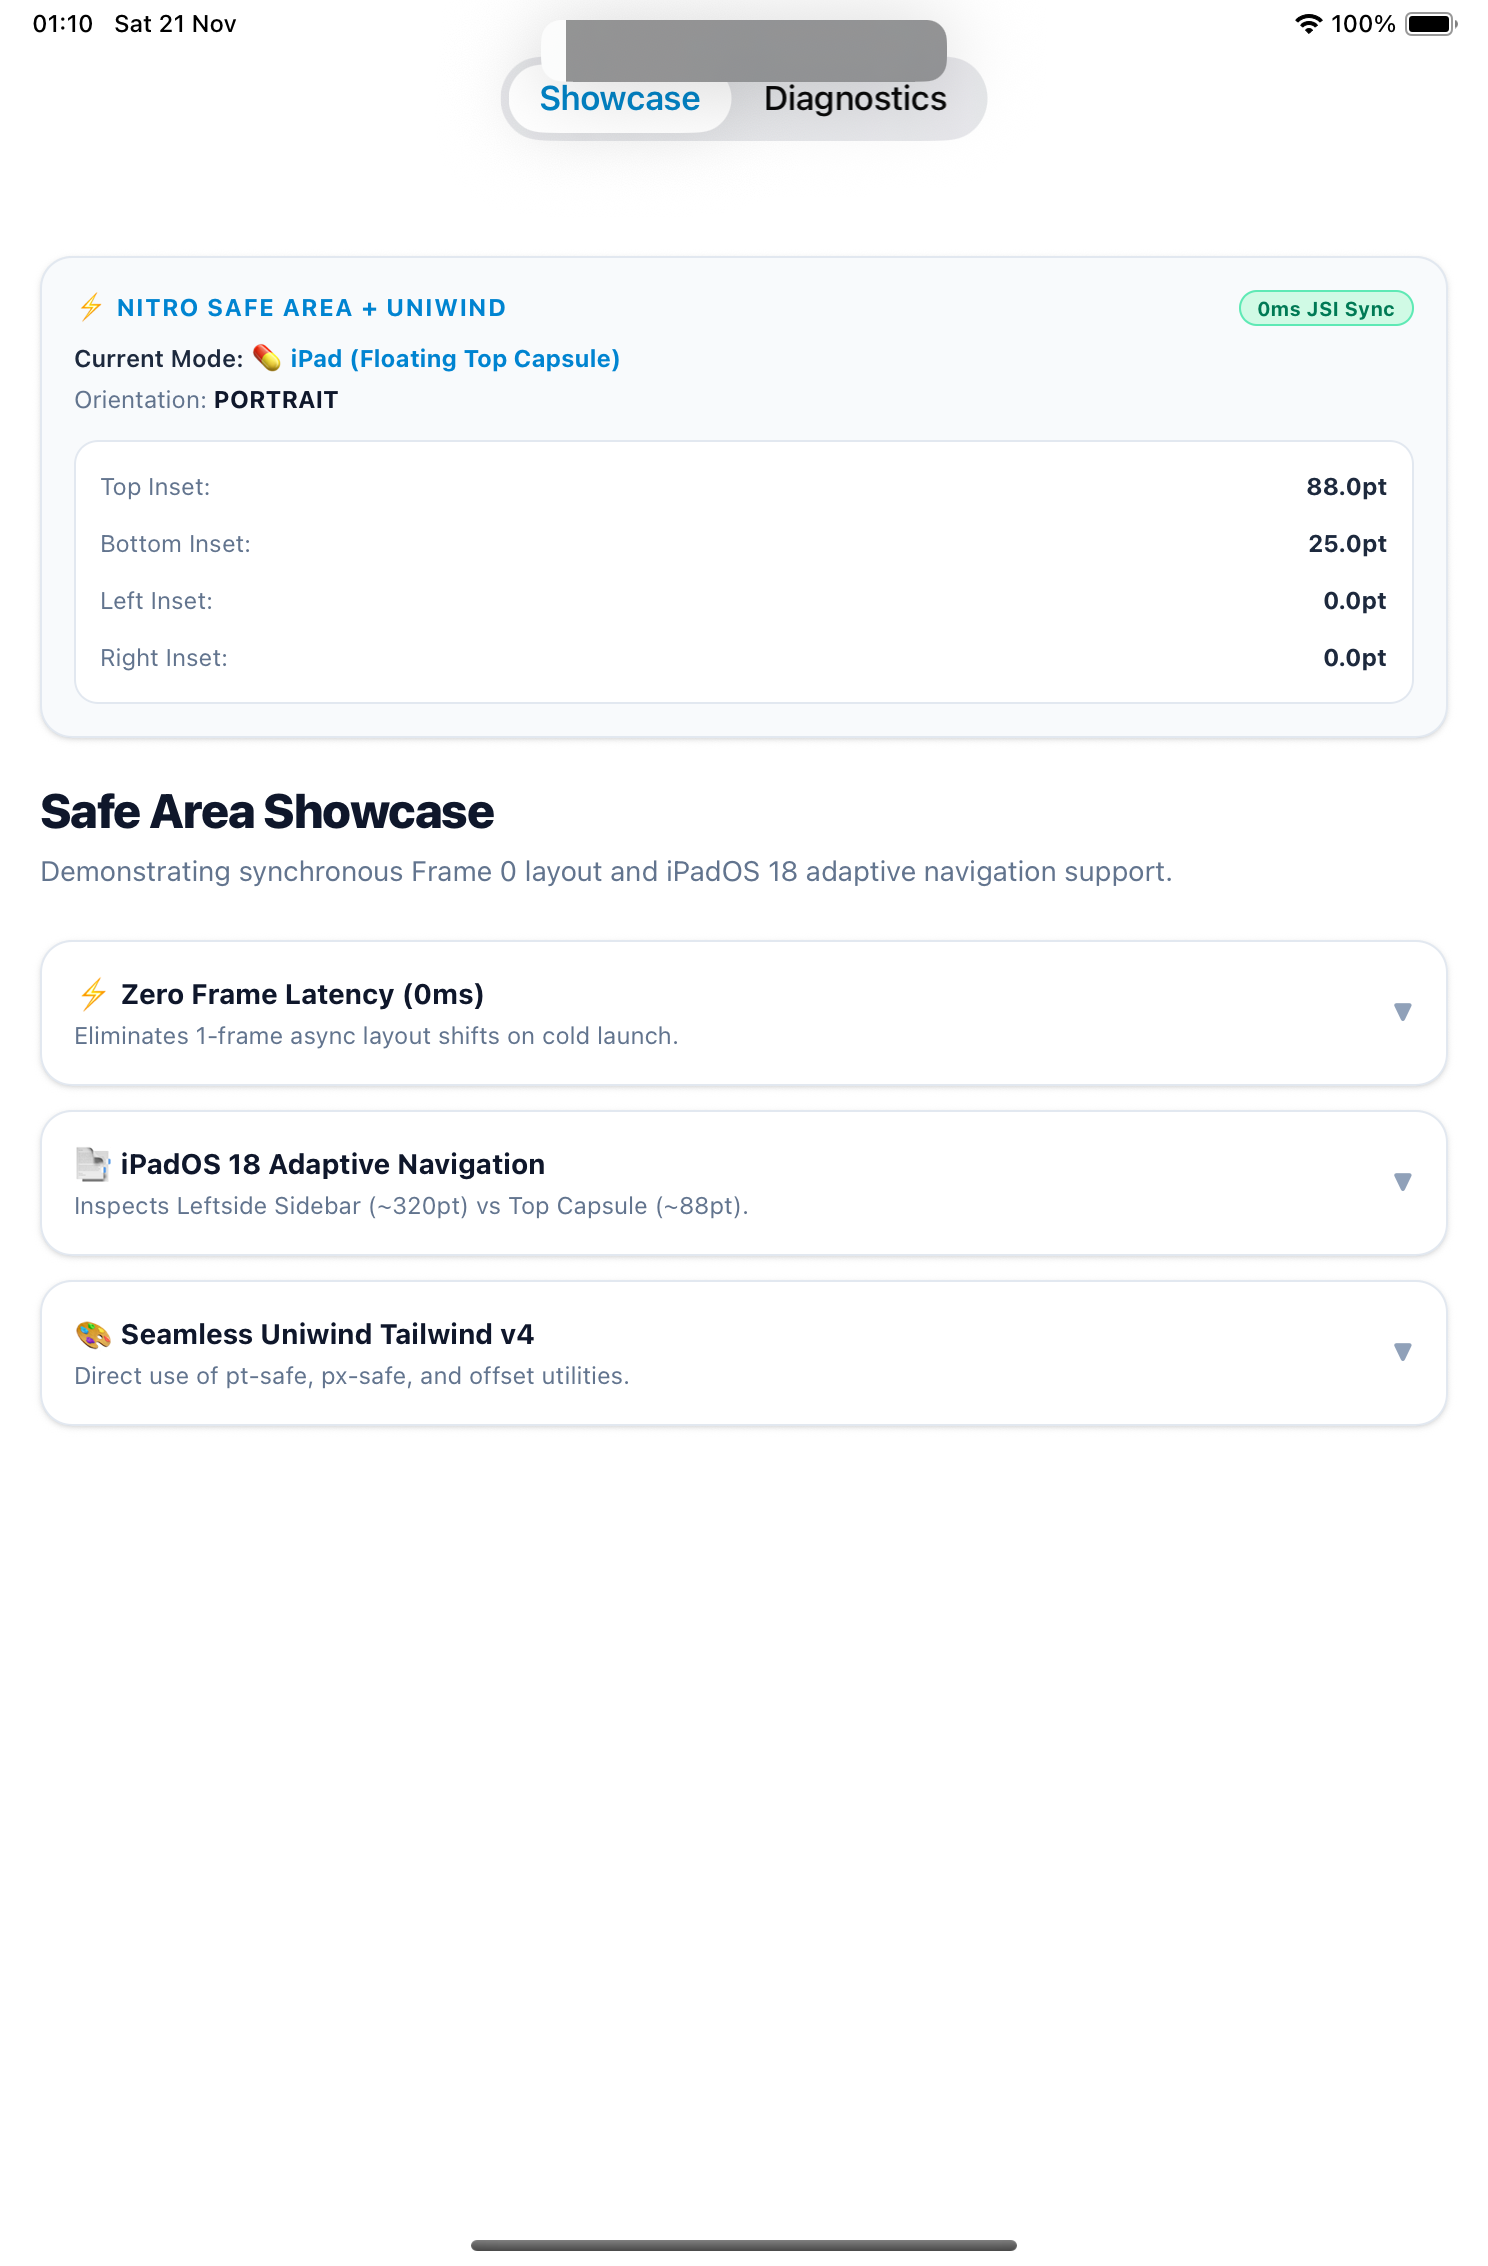 01:10 Sat 21 Nov
100%
Showcase Diagnostics
⚡ NITRO SAFE AREA + UNIWIND
0ms JSI Sync
Current Mode: 💊 iPad (Floating Top Capsule)
Orientation: PORTRAIT
Top Inset: 88.0pt
Bottom Inset: 25.0pt
Left Inset: 0.0pt
Right Inset: 0.0pt
Safe Area Showcase
Demonstrating synchronous Frame 0 layout and iPadOS 18 adaptive navigation support.
⚡ Zero Frame Latency (0ms)
Eliminates 1-frame async layout shifts on cold launch.
▼
📑 iPadOS 18 Adaptive Navigation
Inspects Leftside Sidebar (~320pt) vs Top Capsule (~88pt).
▼
🎨 Seamless Uniwind Tailwind v4
Direct use of pt-safe, px-safe, and offset utilities.
▼